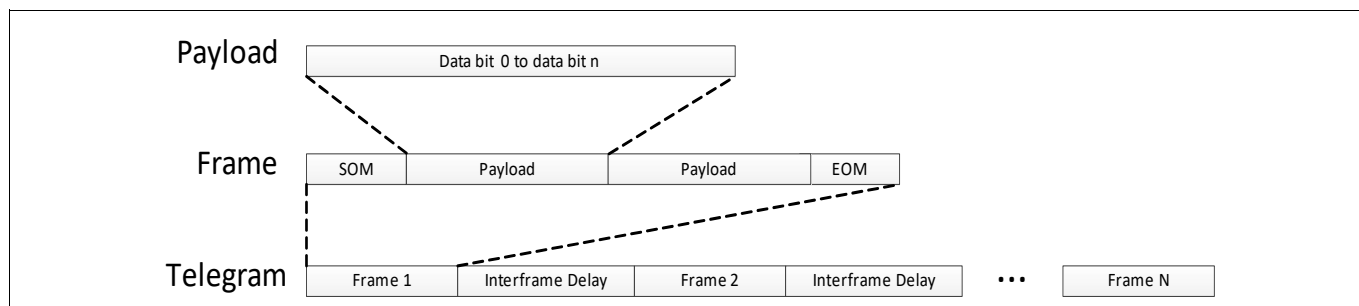 Payload Data bit 0 to data bit n
Frame SOM Payload Payload EOM
Telegram Frame 1 Interframe Delay Frame 2 Interframe Delay ... Frame N